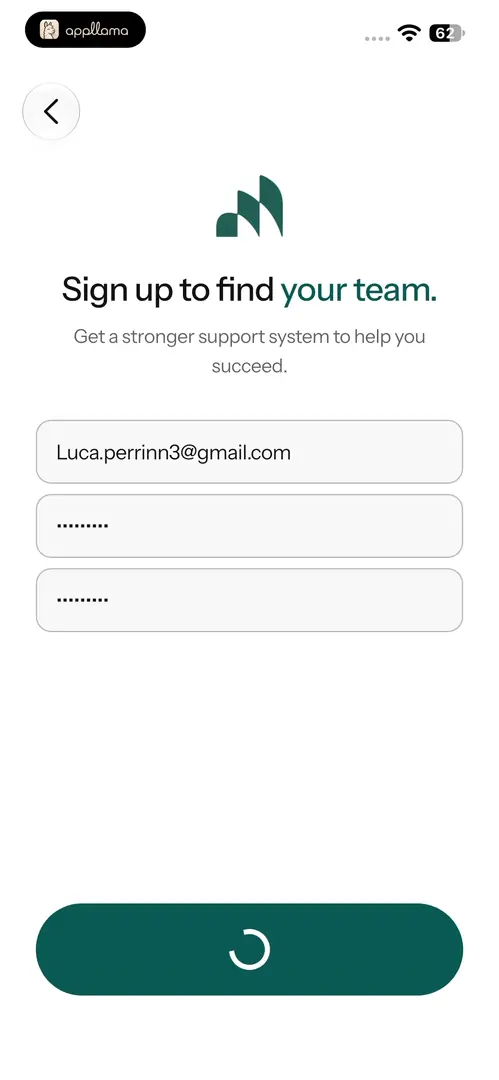 appllama
62
Sign up to find your team.
Get a stronger support system to help you
succeed.
Luca.perrinn3@gmail.com
•••••••••
•••••••••